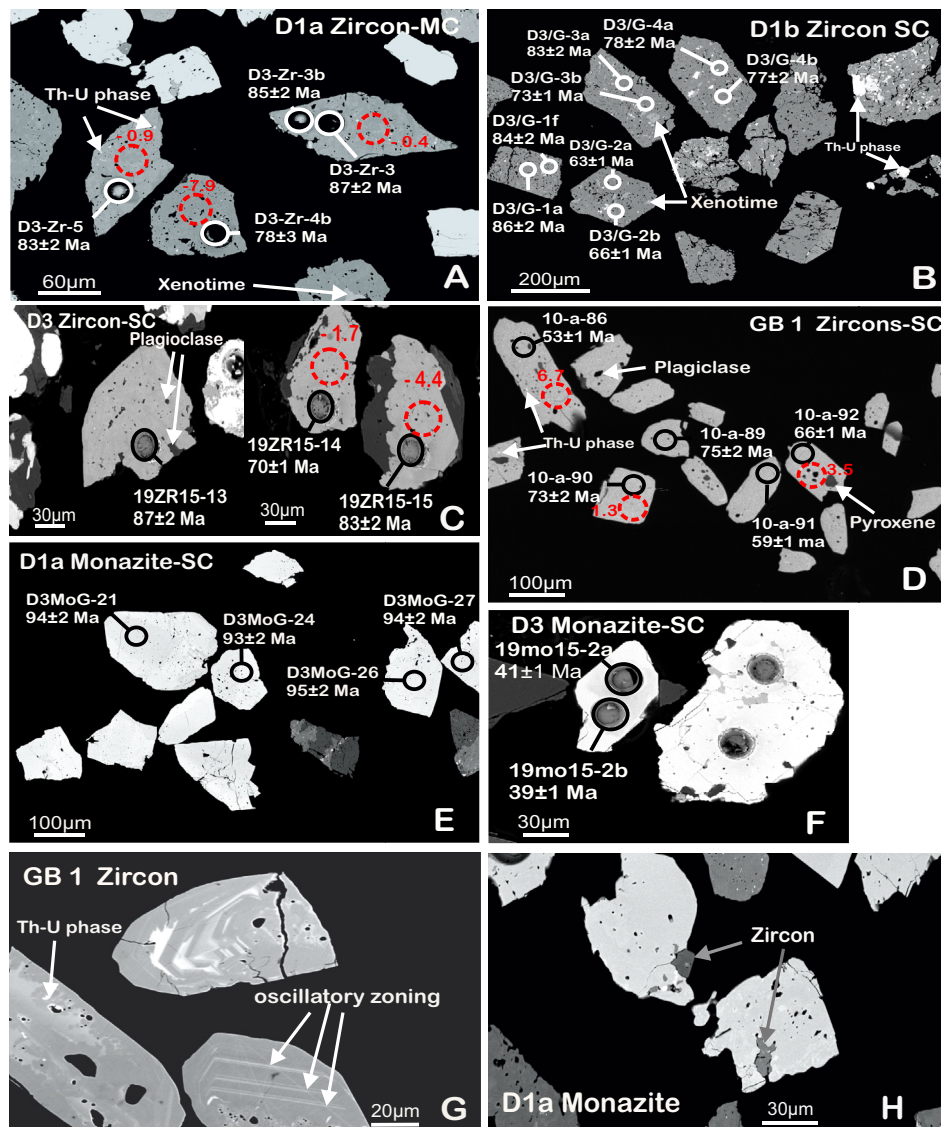 D1a Zircon-MC
D3-Zr-3b
85±2 Ma
Th-U phase
-0.9
-0.4
D3-Zr-3
87±2 Ma
-7.9
D3-Zr-5
83±2 Ma
D3-Zr-4b
78±3 Ma
Xenotime
60µm
A
D1b Zircon SC
D3/G-3a
83±2 Ma
D3/G-4a
78±2 Ma
D3/G-3b
73±1 Ma
D3/G-4b
77±2 Ma
D3/G-1f
84±2 Ma
D3/G-2a
63±1 Ma
Th-U phase
D3/G-1a
86±2 Ma
Xenotime
D3/G-2b
66±1 Ma
200µm
B
D3 Zircon-SC
Plagioclase
-1.7
-4.4
19ZR15-14
70±1 Ma
19ZR15-13
87±2 Ma
19ZR15-15
83±2 Ma
30µm
30µm
C
10-a-86
53±1 Ma
GB 1 Zircons-SC
Plagiclase
6.7
Th-U phase
10-a-89
75±2 Ma
10-a-92
66±1 Ma
3.5
10-a-90
73±2 Ma
1.3
Pyroxene
10-a-91
59±1 ma
100µm
D
D1a Monazite-SC
D3MoG-21
94±2 Ma
D3MoG-24
93±2 Ma
D3MoG-27
94±2 Ma
D3MoG-26
95±2 Ma
100µm
E
D3 Monazite-SC
19mo15-2a
41±1 Ma
19mo15-2b
39±1 Ma
30µm
F
GB 1 Zircon
Th-U phase
oscillatory zoning
20µm
G
Zircon
D1a Monazite
30µm
H